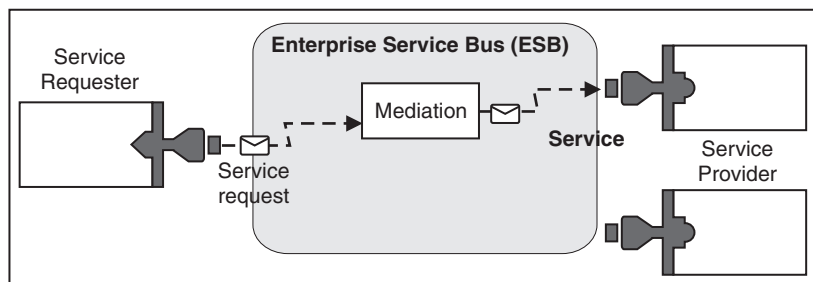 Service
Requester
Enterprise Service Bus (ESB)
Mediation
Service
request
Service
Service
Provider